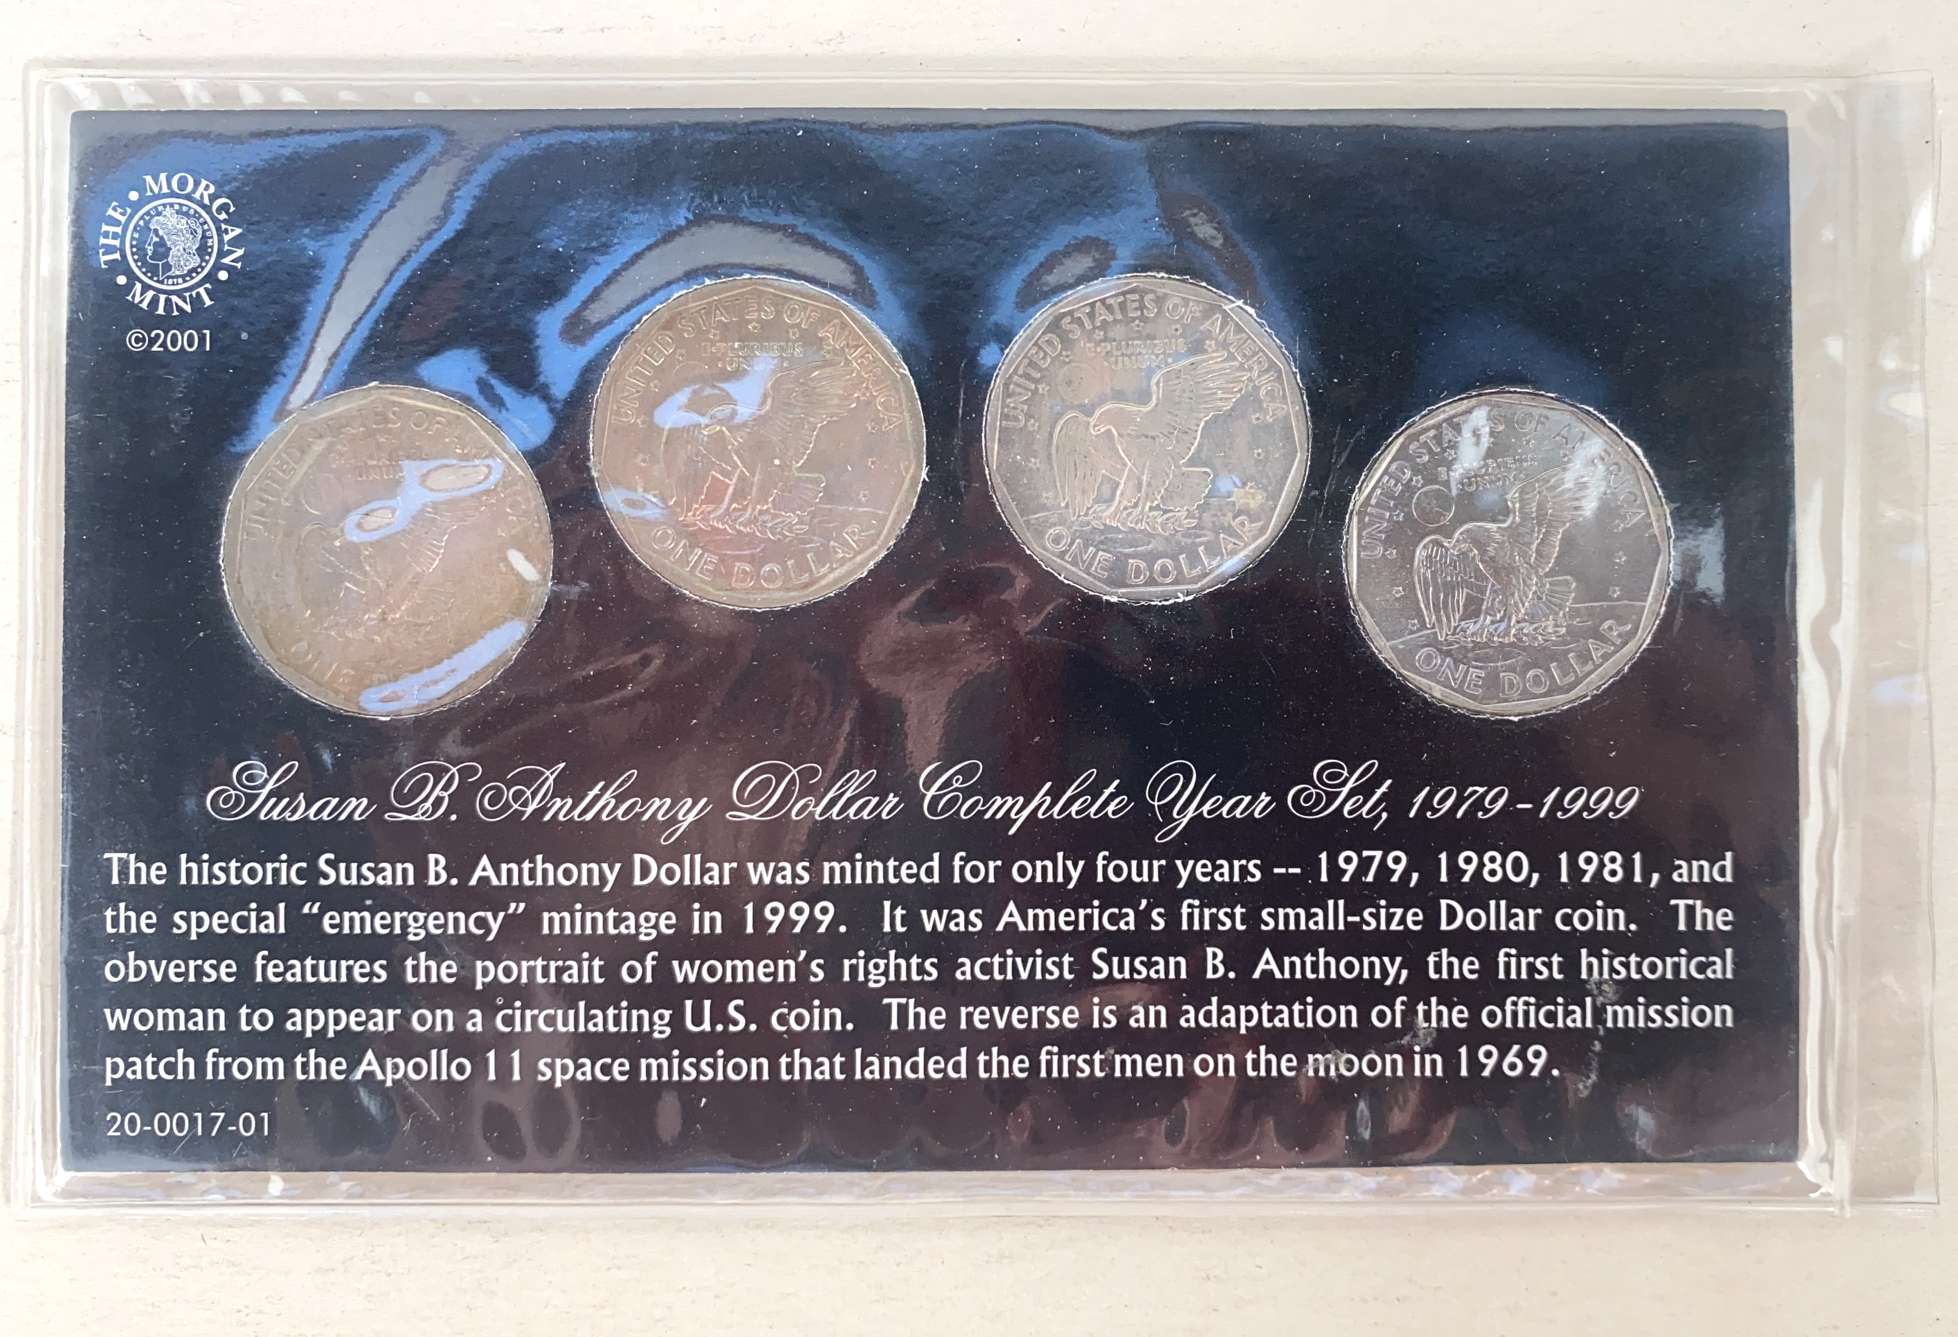 THE MORGAN MINT
©2001
UNITED STATES OF AMERICA
E PLURIBUS
UNUM
ONE DOLLAR
UNITED STATES OF AMERICA
E PLURIBUS
UNUM
ONE DOLLAR
UNITED STATES OF AMERICA
E PLURIBUS
UNUM
ONE DOLLAR
Susan B. Anthony Dollar Complete Year Set, 1979-1999
The historic Susan B. Anthony Dollar was minted for only four years -- 1979, 1980, 1981, and
the special “emergency” mintage in 1999. It was America’s first small-size Dollar coin. The
obverse features the portrait of women’s rights activist Susan B. Anthony, the first historical
woman to appear on a circulating U.S. coin. The reverse is an adaptation of the official mission
patch from the Apollo 11 space mission that landed the first men on the moon in 1969.
20-0017-01